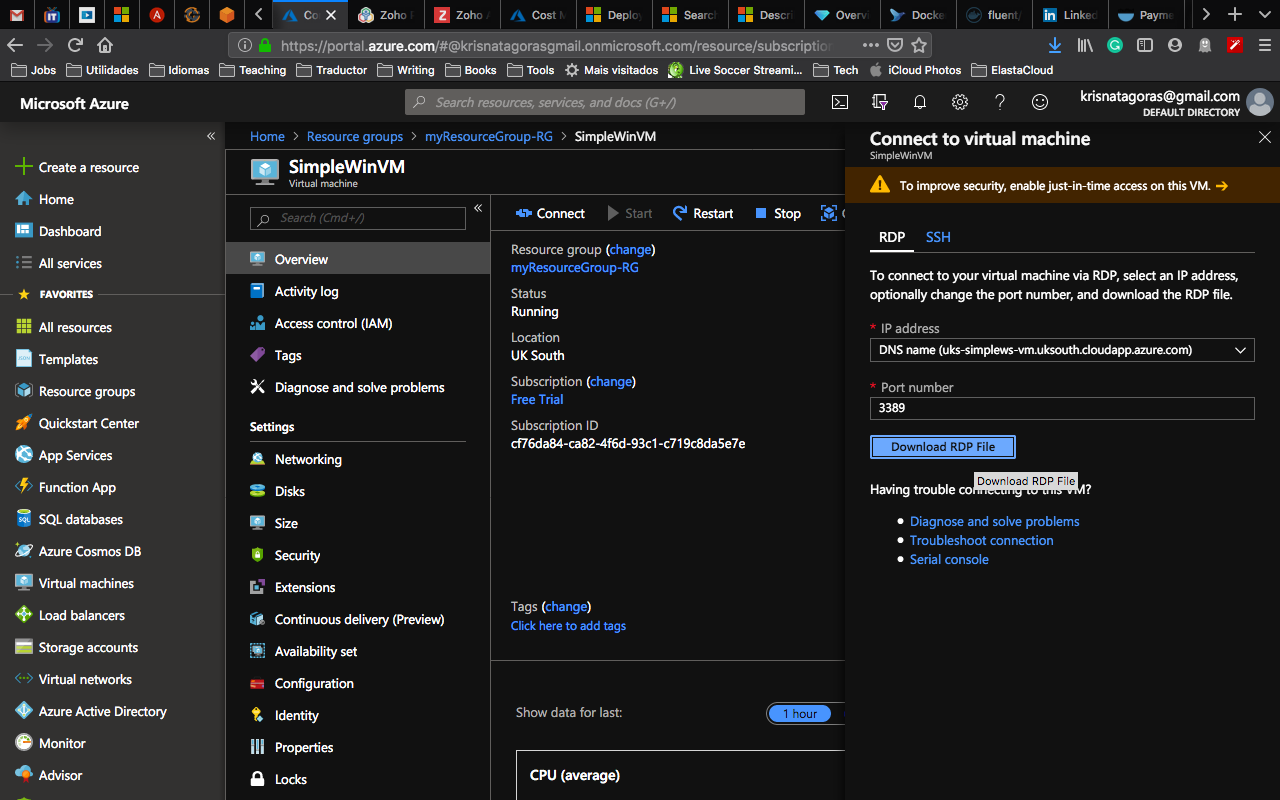 Co
Zoho
Zoho A
Cost M
Deploy
Search
Descri
Overvi
Docke
fluent/
Linked
Payme
https://portal.azure.com/#@krisnatagorasgmail.onmicrosoft.com/resource/subscription
Jobs Utilidades Idiomas Teaching Traductor Writing Books Tools Mais visitados Live Soccer Streami... Tech iCloud Photos ElastaCloud
Microsoft Azure
Search resources, services, and docs (G+/)
krisnatagoras@gmail.com
DEFAULT DIRECTORY
Create a resource
Home
Dashboard
All services
FAVORITES
All resources
Templates
Resource groups
Quickstart Center
App Services
Function App
SQL databases
Azure Cosmos DB
Virtual machines
Load balancers
Storage accounts
Virtual networks
Azure Active Directory
Monitor
Advisor
Home > Resource groups > myResourceGroup-RG > SimpleWinVM
SimpleWinVM
Virtual machine
Search (Cmd+/)
Overview
Activity log
Access control (IAM)
Tags
Diagnose and solve problems
Settings
Networking
Disks
Size
Security
Extensions
Continuous delivery (Preview)
Availability set
Configuration
Identity
Properties
Locks
Connect Start Restart Stop
Resource group (change)
myResourceGroup-RG
Status
Running
Location
UK South
Subscription (change)
Free Trial
Subscription ID
cf76da84-ca82-4f6d-93c1-c719c8da5e7e
Tags (change)
Click here to add tags
Show data for last:
1 hour
CPU (average)
Connect to virtual machine
SimpleWinVM
To improve security, enable just-in-time access on this VM. →
RDP SSH
To connect to your virtual machine via RDP, select an IP address,
optionally change the port number, and download the RDP file.
* IP address
DNS name (uks-simplews-vm.uksouth.cloudapp.azure.com)
* Port number
3389
Download RDP File
Download RDP File
Having trouble connecting to this VM?
Diagnose and solve problems
Troubleshoot connection
Serial console